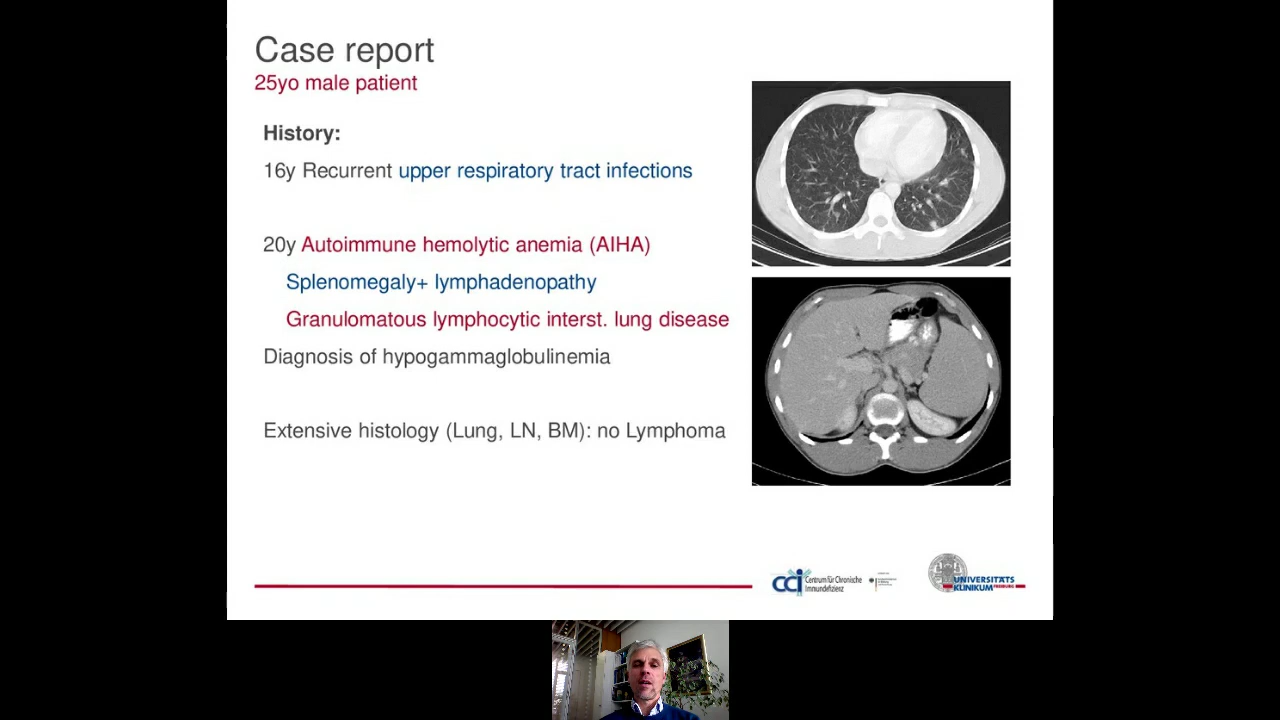 Case report
25yo male patient
History:
16y Recurrent upper respiratory tract infections
20y Autoimmune hemolytic anemia (AIHA)
Splenomegaly+ lymphadenopathy
Granulomatous lymphocytic interst. lung disease
Diagnosis of hypogammaglobulinemia
Extensive histology (Lung, LN, BM): no Lymphoma
cci Centrum für Chronische
Immundefizienz
UNIVERSITÄTS
KLINIKUM FREIBURG